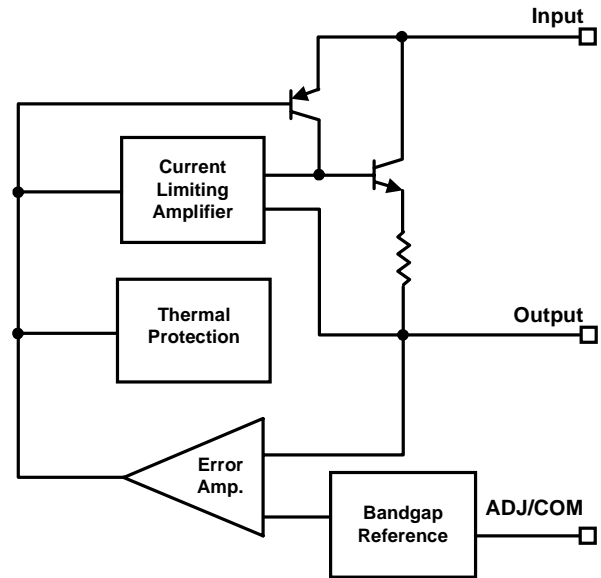 Input
Current
Limiting
Amplifier
Thermal
Protection
Output
Error
Amp.
Bandgap
Reference
ADJ/COM